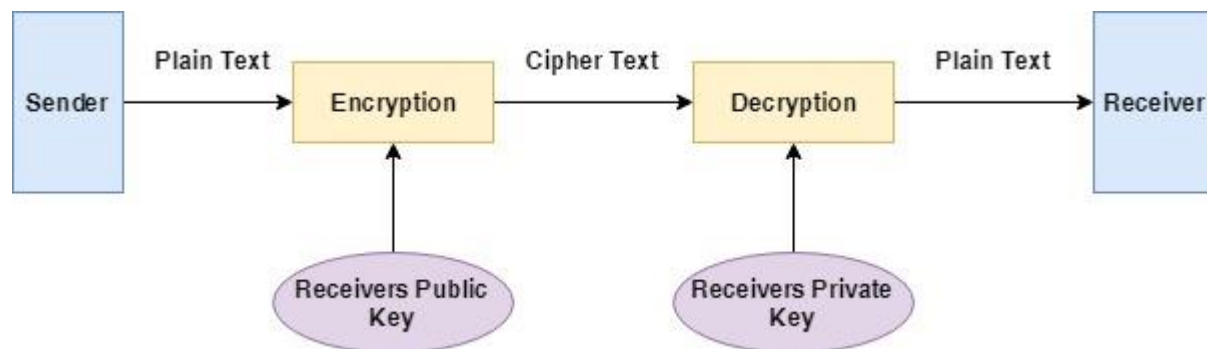 Plain Text
Cipher Text
Plain Text
Sender
Encryption
Decryption
Receiver
Receivers Public
Key
Receivers Private
Key